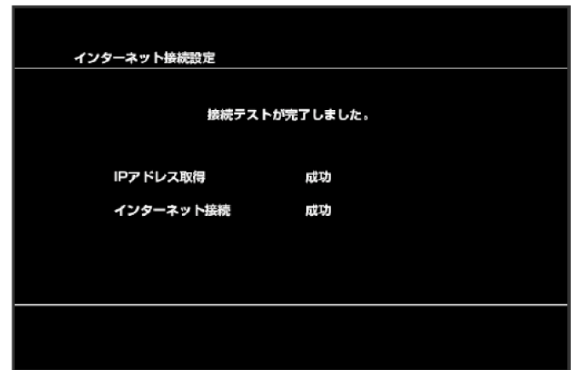 インターネット接続設定
接続テストが完了しました。
IPアドレス取得 成功
インターネット接続 成功